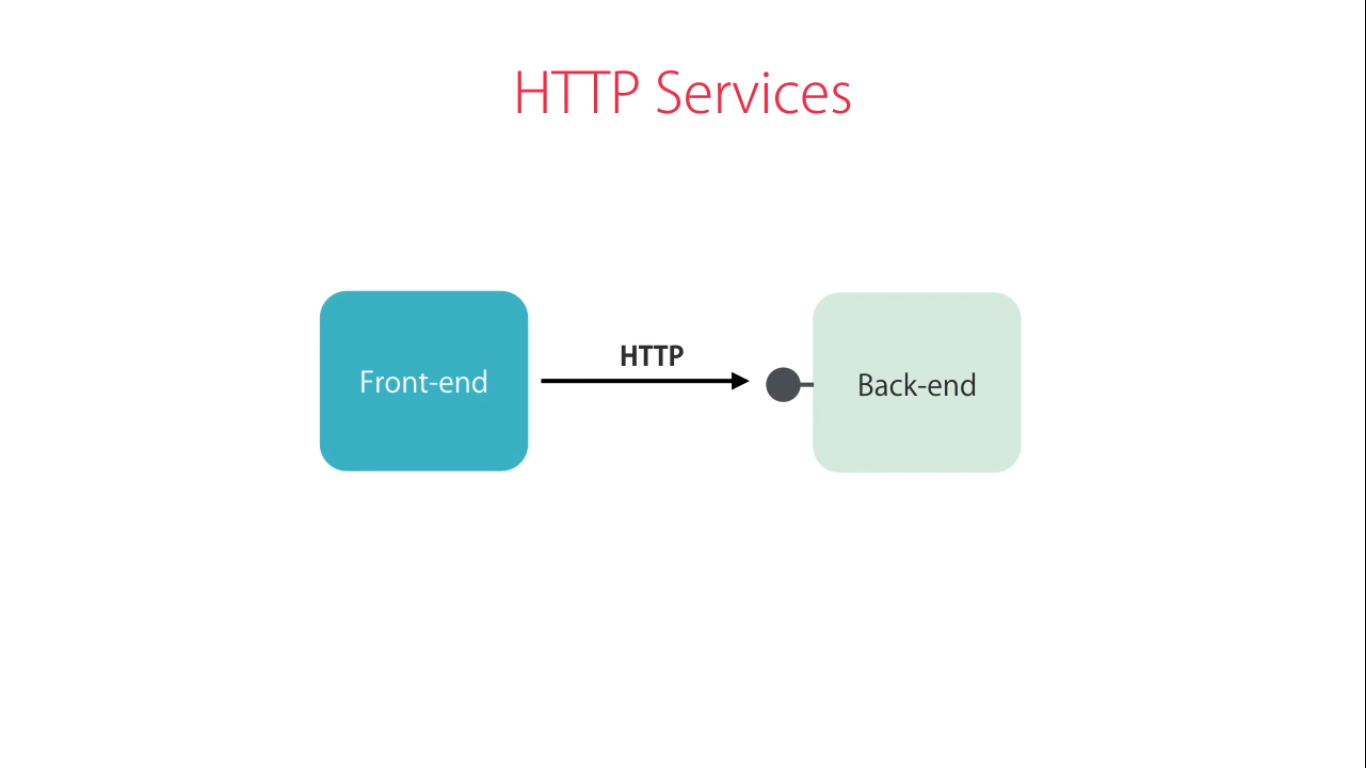 HTTP Services
HTTP
Front-end
Back-end